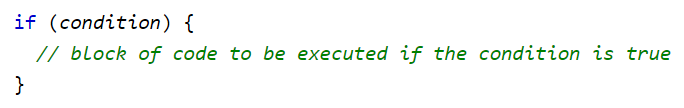 if (condition) {
  // block of code to be executed if the condition is true
}